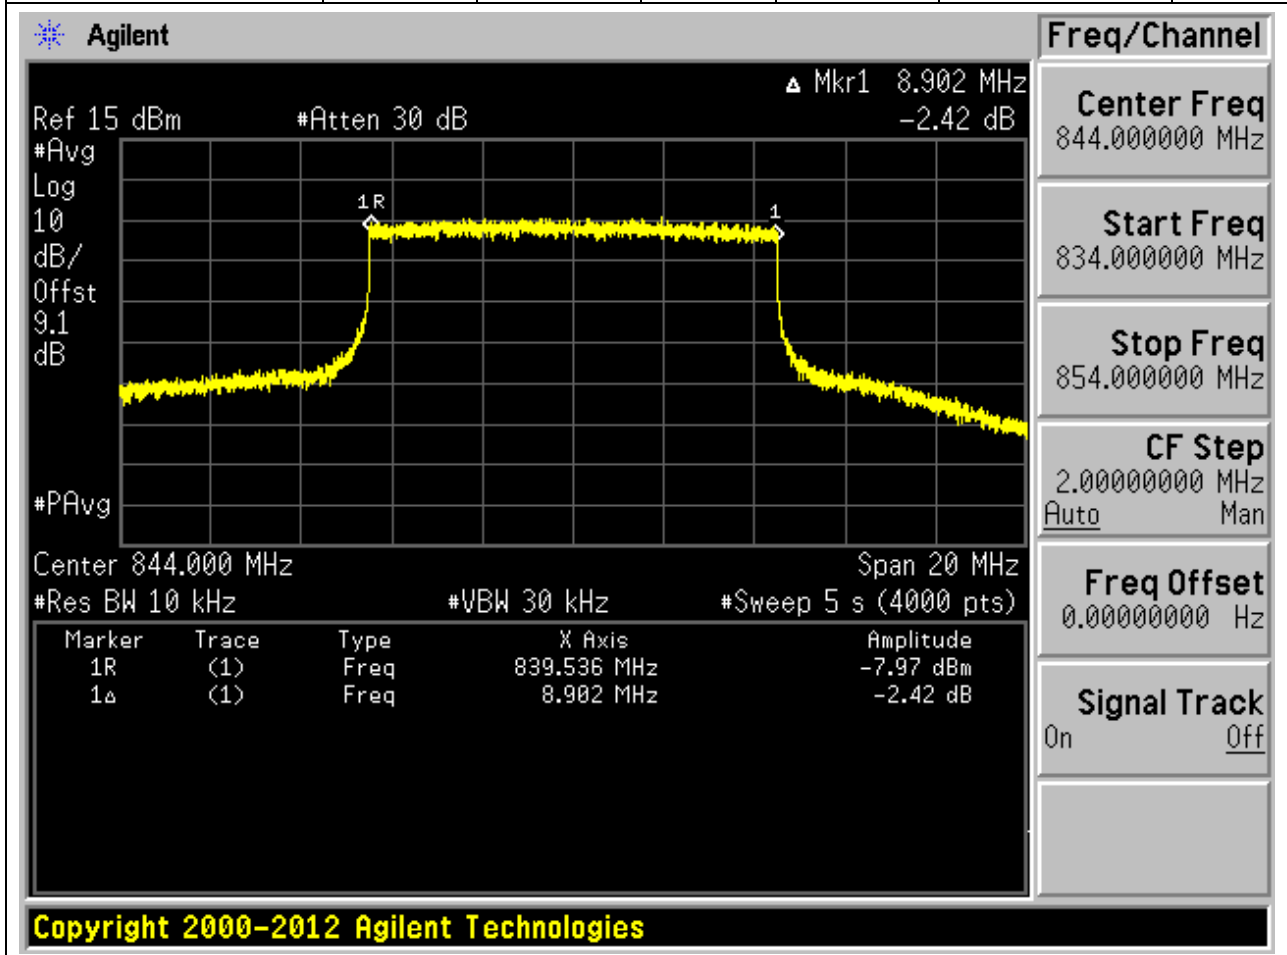 Agilent
Freq/Channel
Δ Mkr1 8.902 MHz
Ref 15 dBm #Atten 30 dB -2.42 dB
#Avg
Log
10
dB/
Offst
9.1
dB
1R
1
#PAvg
Center 844.000 MHz Span 20 MHz
#Res BW 10 kHz #VBW 30 kHz #Sweep 5 s (4000 pts)
Marker Trace Type X Axis Amplitude
1R (1) Freq 839.536 MHz -7.97 dBm
1Δ (1) Freq 8.902 MHz -2.42 dB
Center Freq
844.000000 MHz
Start Freq
834.000000 MHz
Stop Freq
854.000000 MHz
CF Step
2.00000000 MHz
Auto Man
Freq Offset
0.00000000 Hz
Signal Track
On Off
Copyright 2000-2012 Agilent Technologies